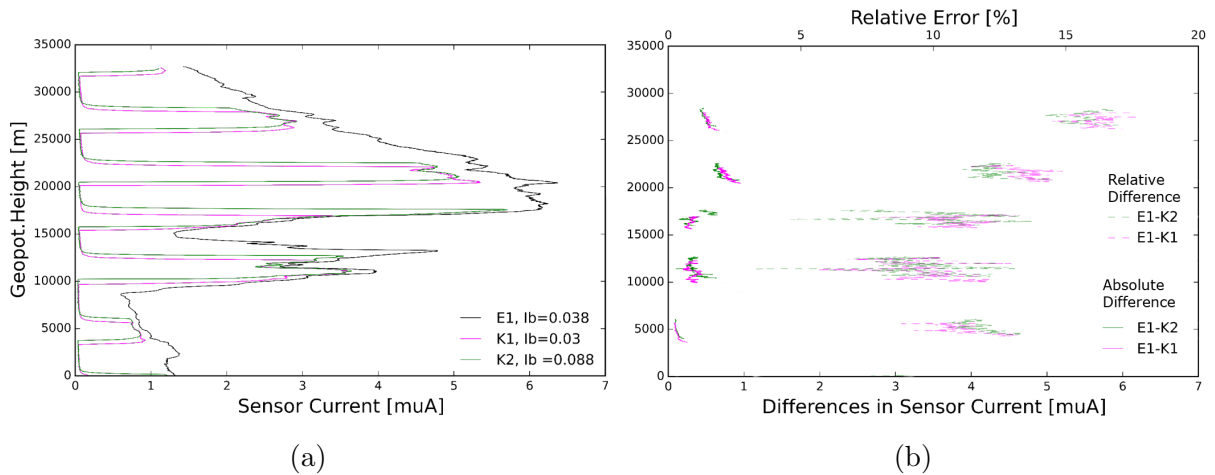 35000
30000
25000
20000
15000
10000
5000
0
Geopot.Height [m]
0 1 2 3 4 5 6 7
Sensor Current [muA]
E1, Ib=0.038
K1, Ib=0.03
K2, Ib =0.088
(a)
Relative Error [%]
0 5 10 15 20
35000
30000
25000
20000
15000
10000
5000
0
Relative
Difference
E1-K2
E1-K1
Absolute
Difference
E1-K2
E1-K1
0 1 2 3 4 5 6 7
Differences in Sensor Current [muA]
(b)